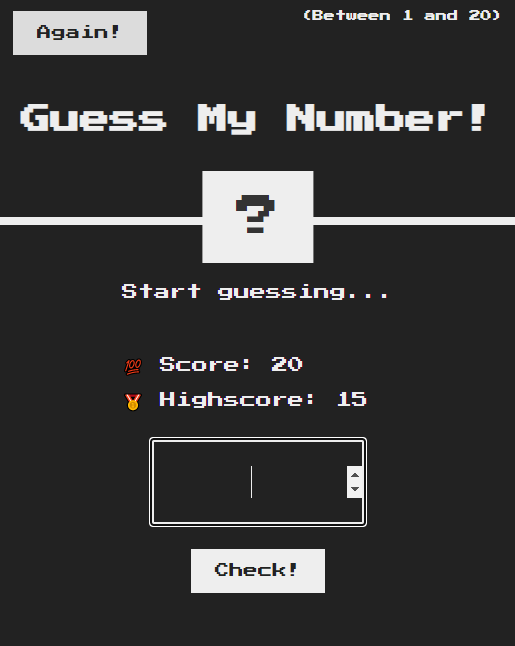 Again!
(Between 1 and 20)
Guess My Number!
?
Start guessing...
💯 Score: 20
🥇 Highscore: 15
Check!